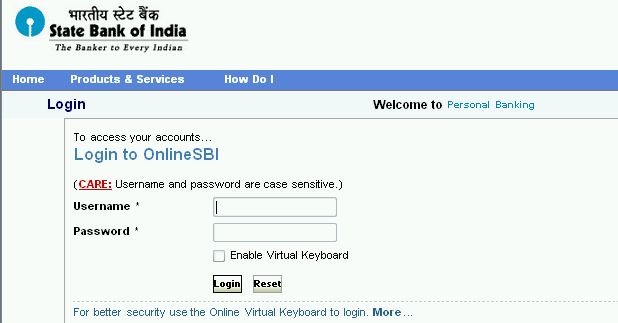 भारतीय स्टेट बैंक
State Bank of India
The Banker to Every Indian
Home Products & Services How Do I
Login Welcome to Personal Banking
To access your accounts...
Login to OnlineSBI
(CARE: Username and password are case sensitive.)
Username *
Password *
Enable Virtual Keyboard
Login Reset
For better security use the Online Virtual Keyboard to login. More...